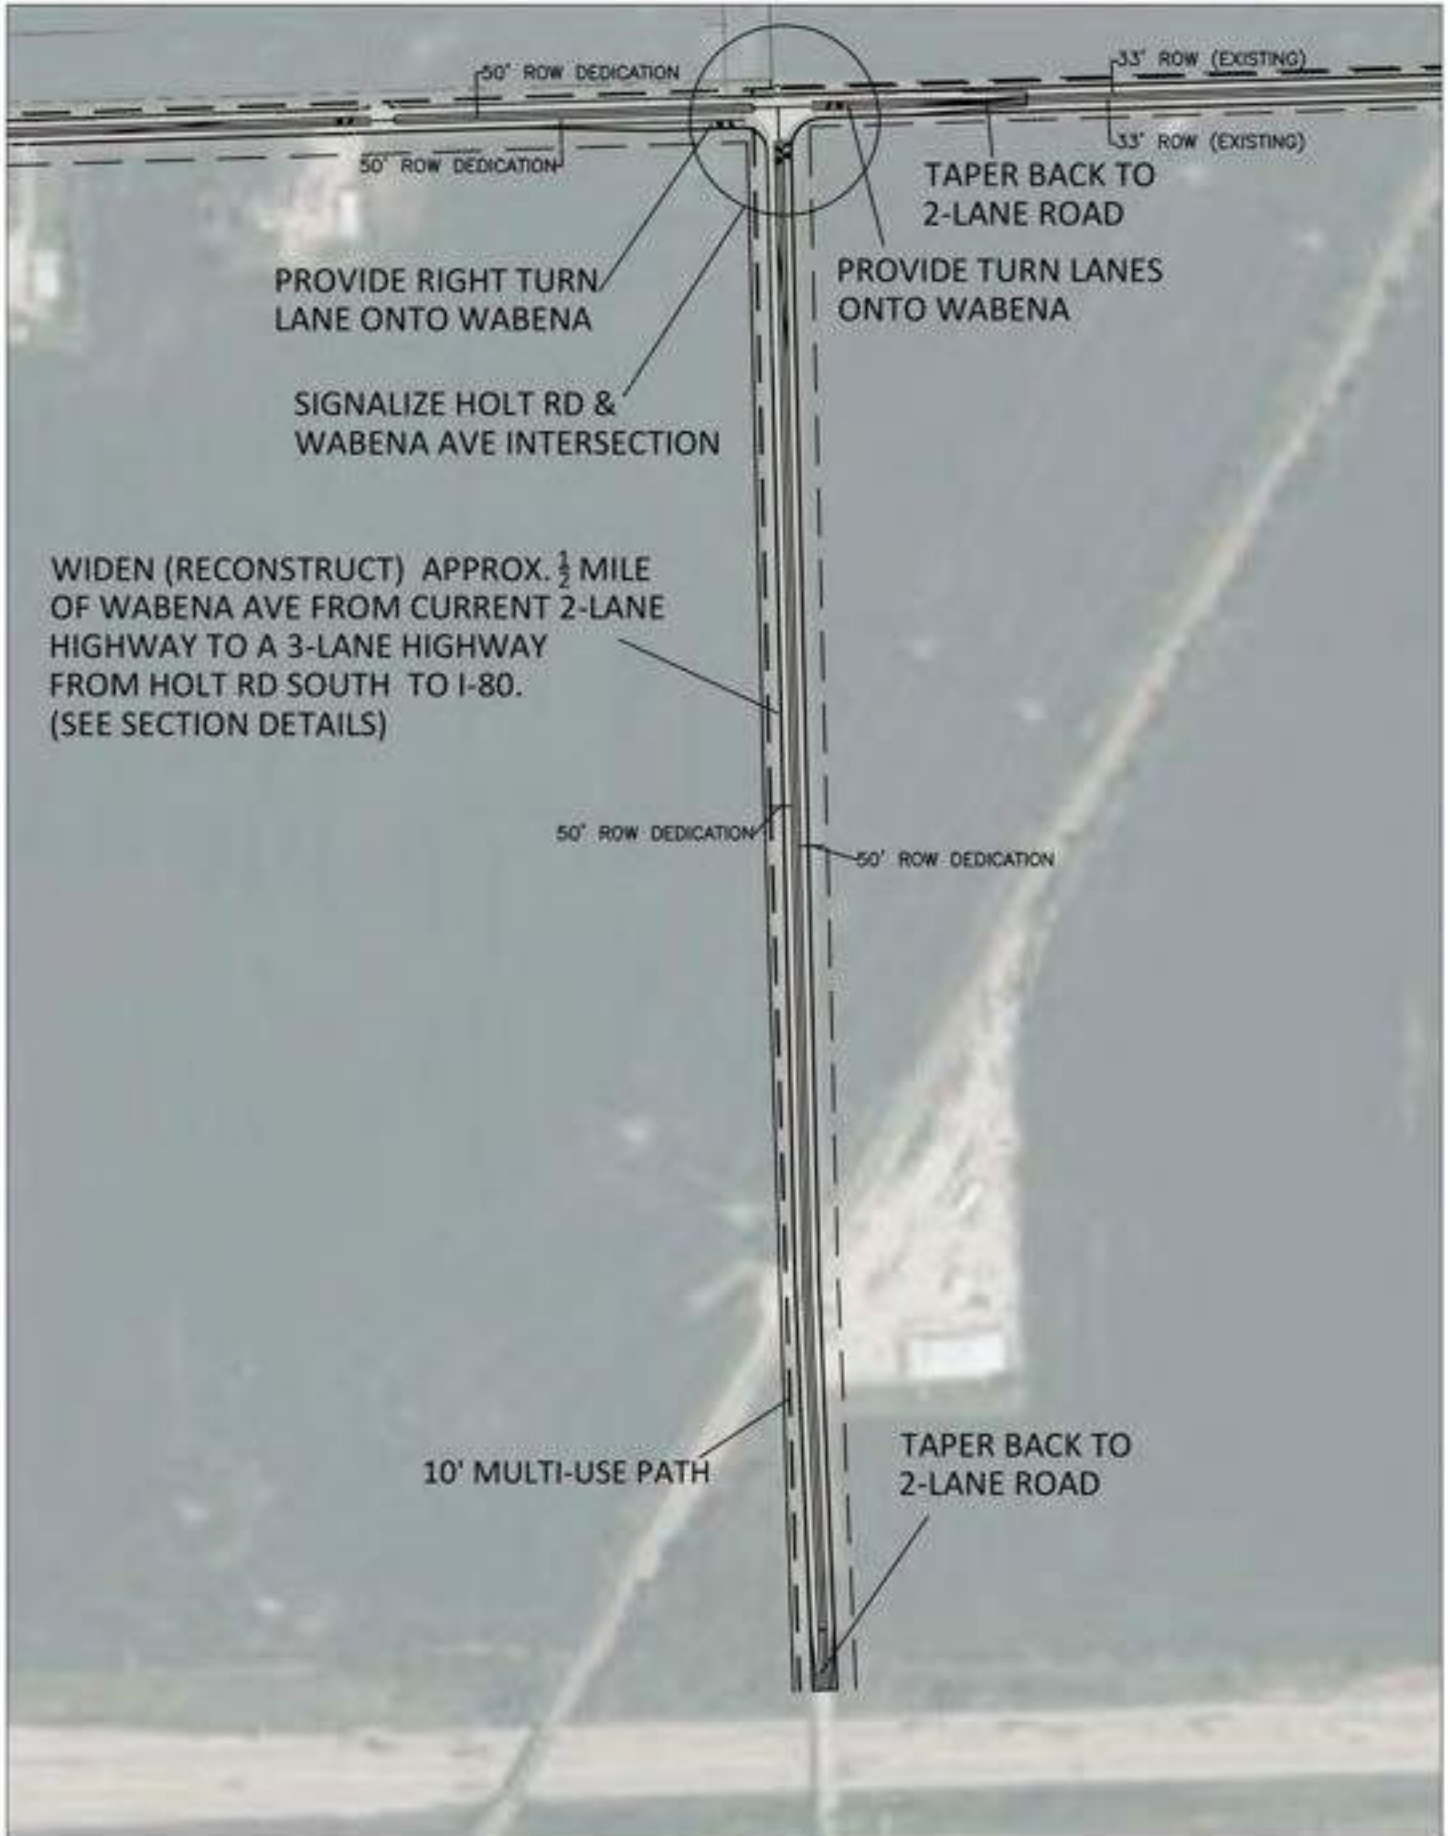 50' ROW DEDICATION
33' ROW (EXISTING)
50' ROW DEDICATION
33' ROW (EXISTING)
TAPER BACK TO
2-LANE ROAD
PROVIDE RIGHT TURN
LANE ONTO WABENA
PROVIDE TURN LANES
ONTO WABENA
SIGNALIZE HOLT RD &
WABENA AVE INTERSECTION
WIDEN (RECONSTRUCT) APPROX. ½ MILE
OF WABENA AVE FROM CURRENT 2-LANE
HIGHWAY TO A 3-LANE HIGHWAY
FROM HOLT RD SOUTH TO I-80.
(SEE SECTION DETAILS)
50' ROW DEDICATION
50' ROW DEDICATION
10' MULTI-USE PATH
TAPER BACK TO
2-LANE ROAD